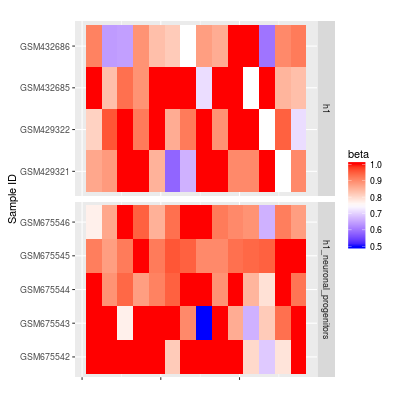 Sample ID
GSM432686
GSM432685
GSM429322
GSM429321
h1
GSM675546
GSM675545
GSM675544
GSM675543
GSM675542
h1_neuronal_progenitors
beta
1.0
0.9
0.8
0.7
0.6
0.5